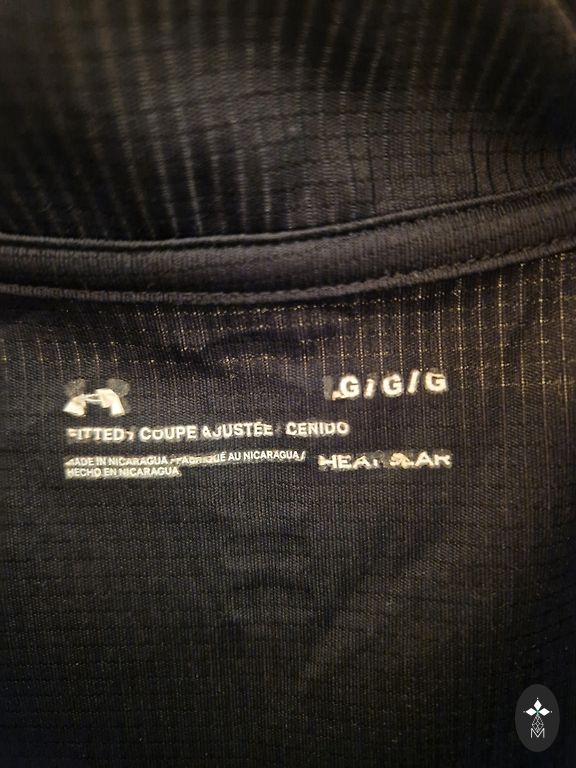 LG/G/G
FITTED / COUPE AJUSTÉE / CENIDO
MADE IN NICARAGUA / FABRIQUÉ AU NICARAGUA /
HECHO EN NICARAGUA
HEATGEAR
M